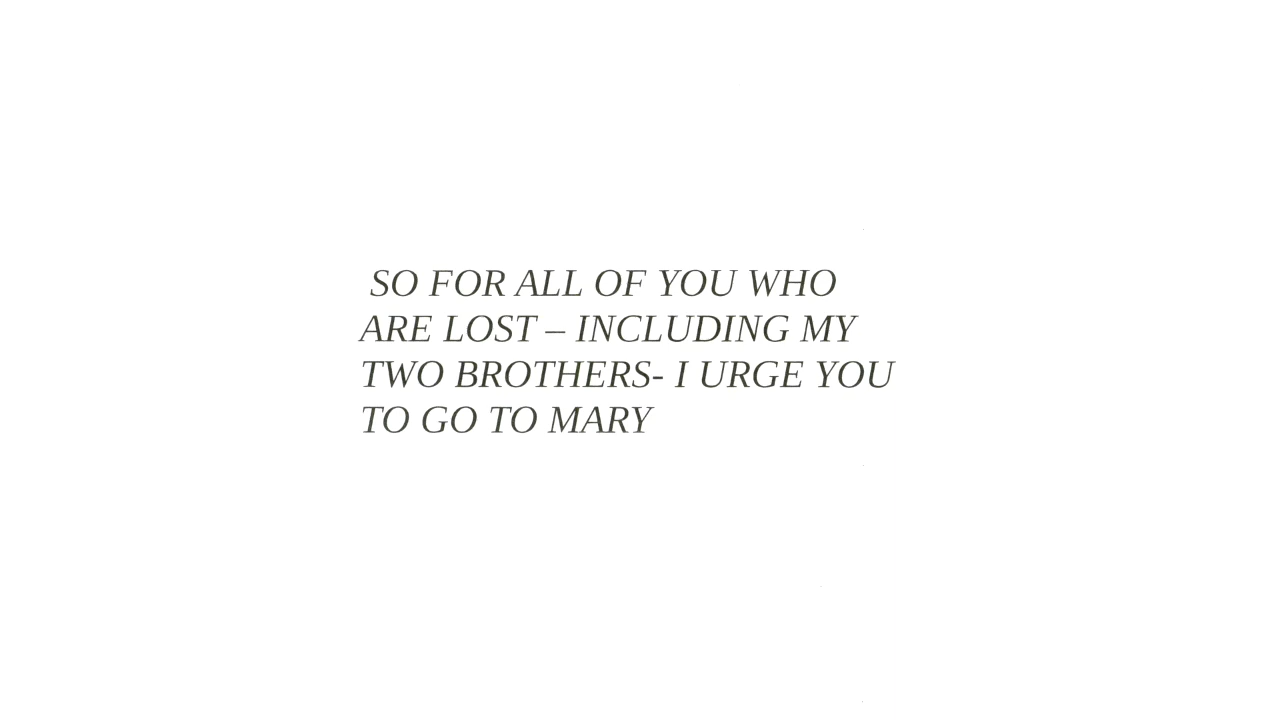 SO FOR ALL OF YOU WHO
ARE LOST – INCLUDING MY
TWO BROTHERS- I URGE YOU
TO GO TO MARY